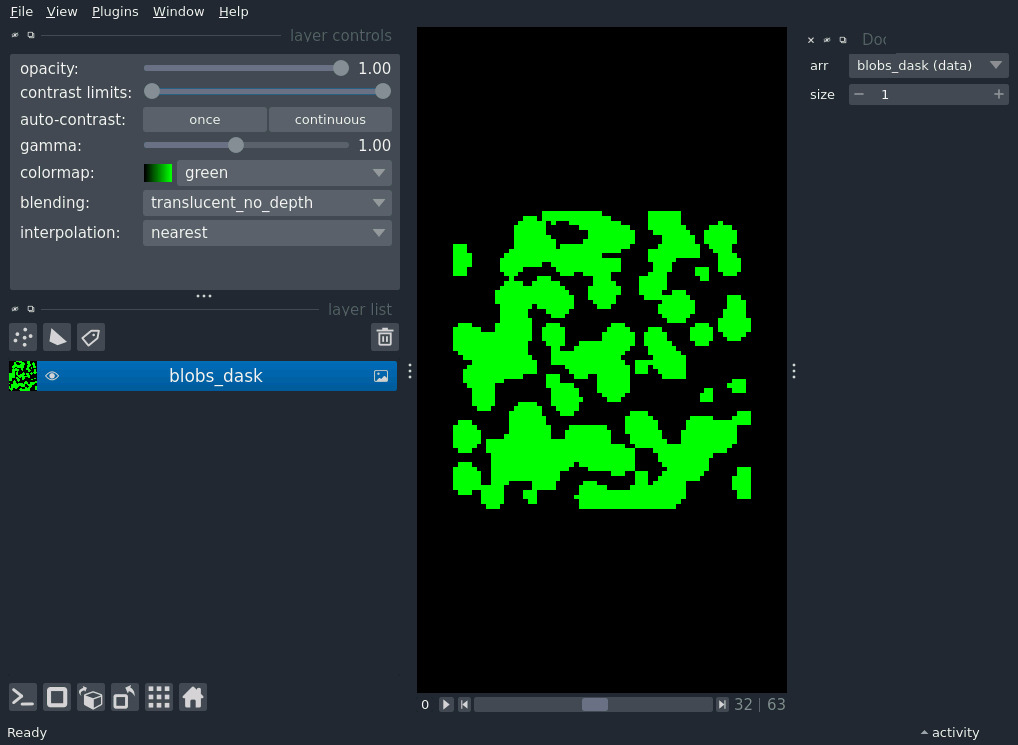 File View Plugins Window Help
layer controls
opacity: 1.00
contrast limits:
auto-contrast: once continuous
gamma: 1.00
colormap: green
blending: translucent_no_depth
interpolation: nearest
layer list
blobs_dask
0 32 | 63
arr blobs_dask (data)
size 1
Ready
activity